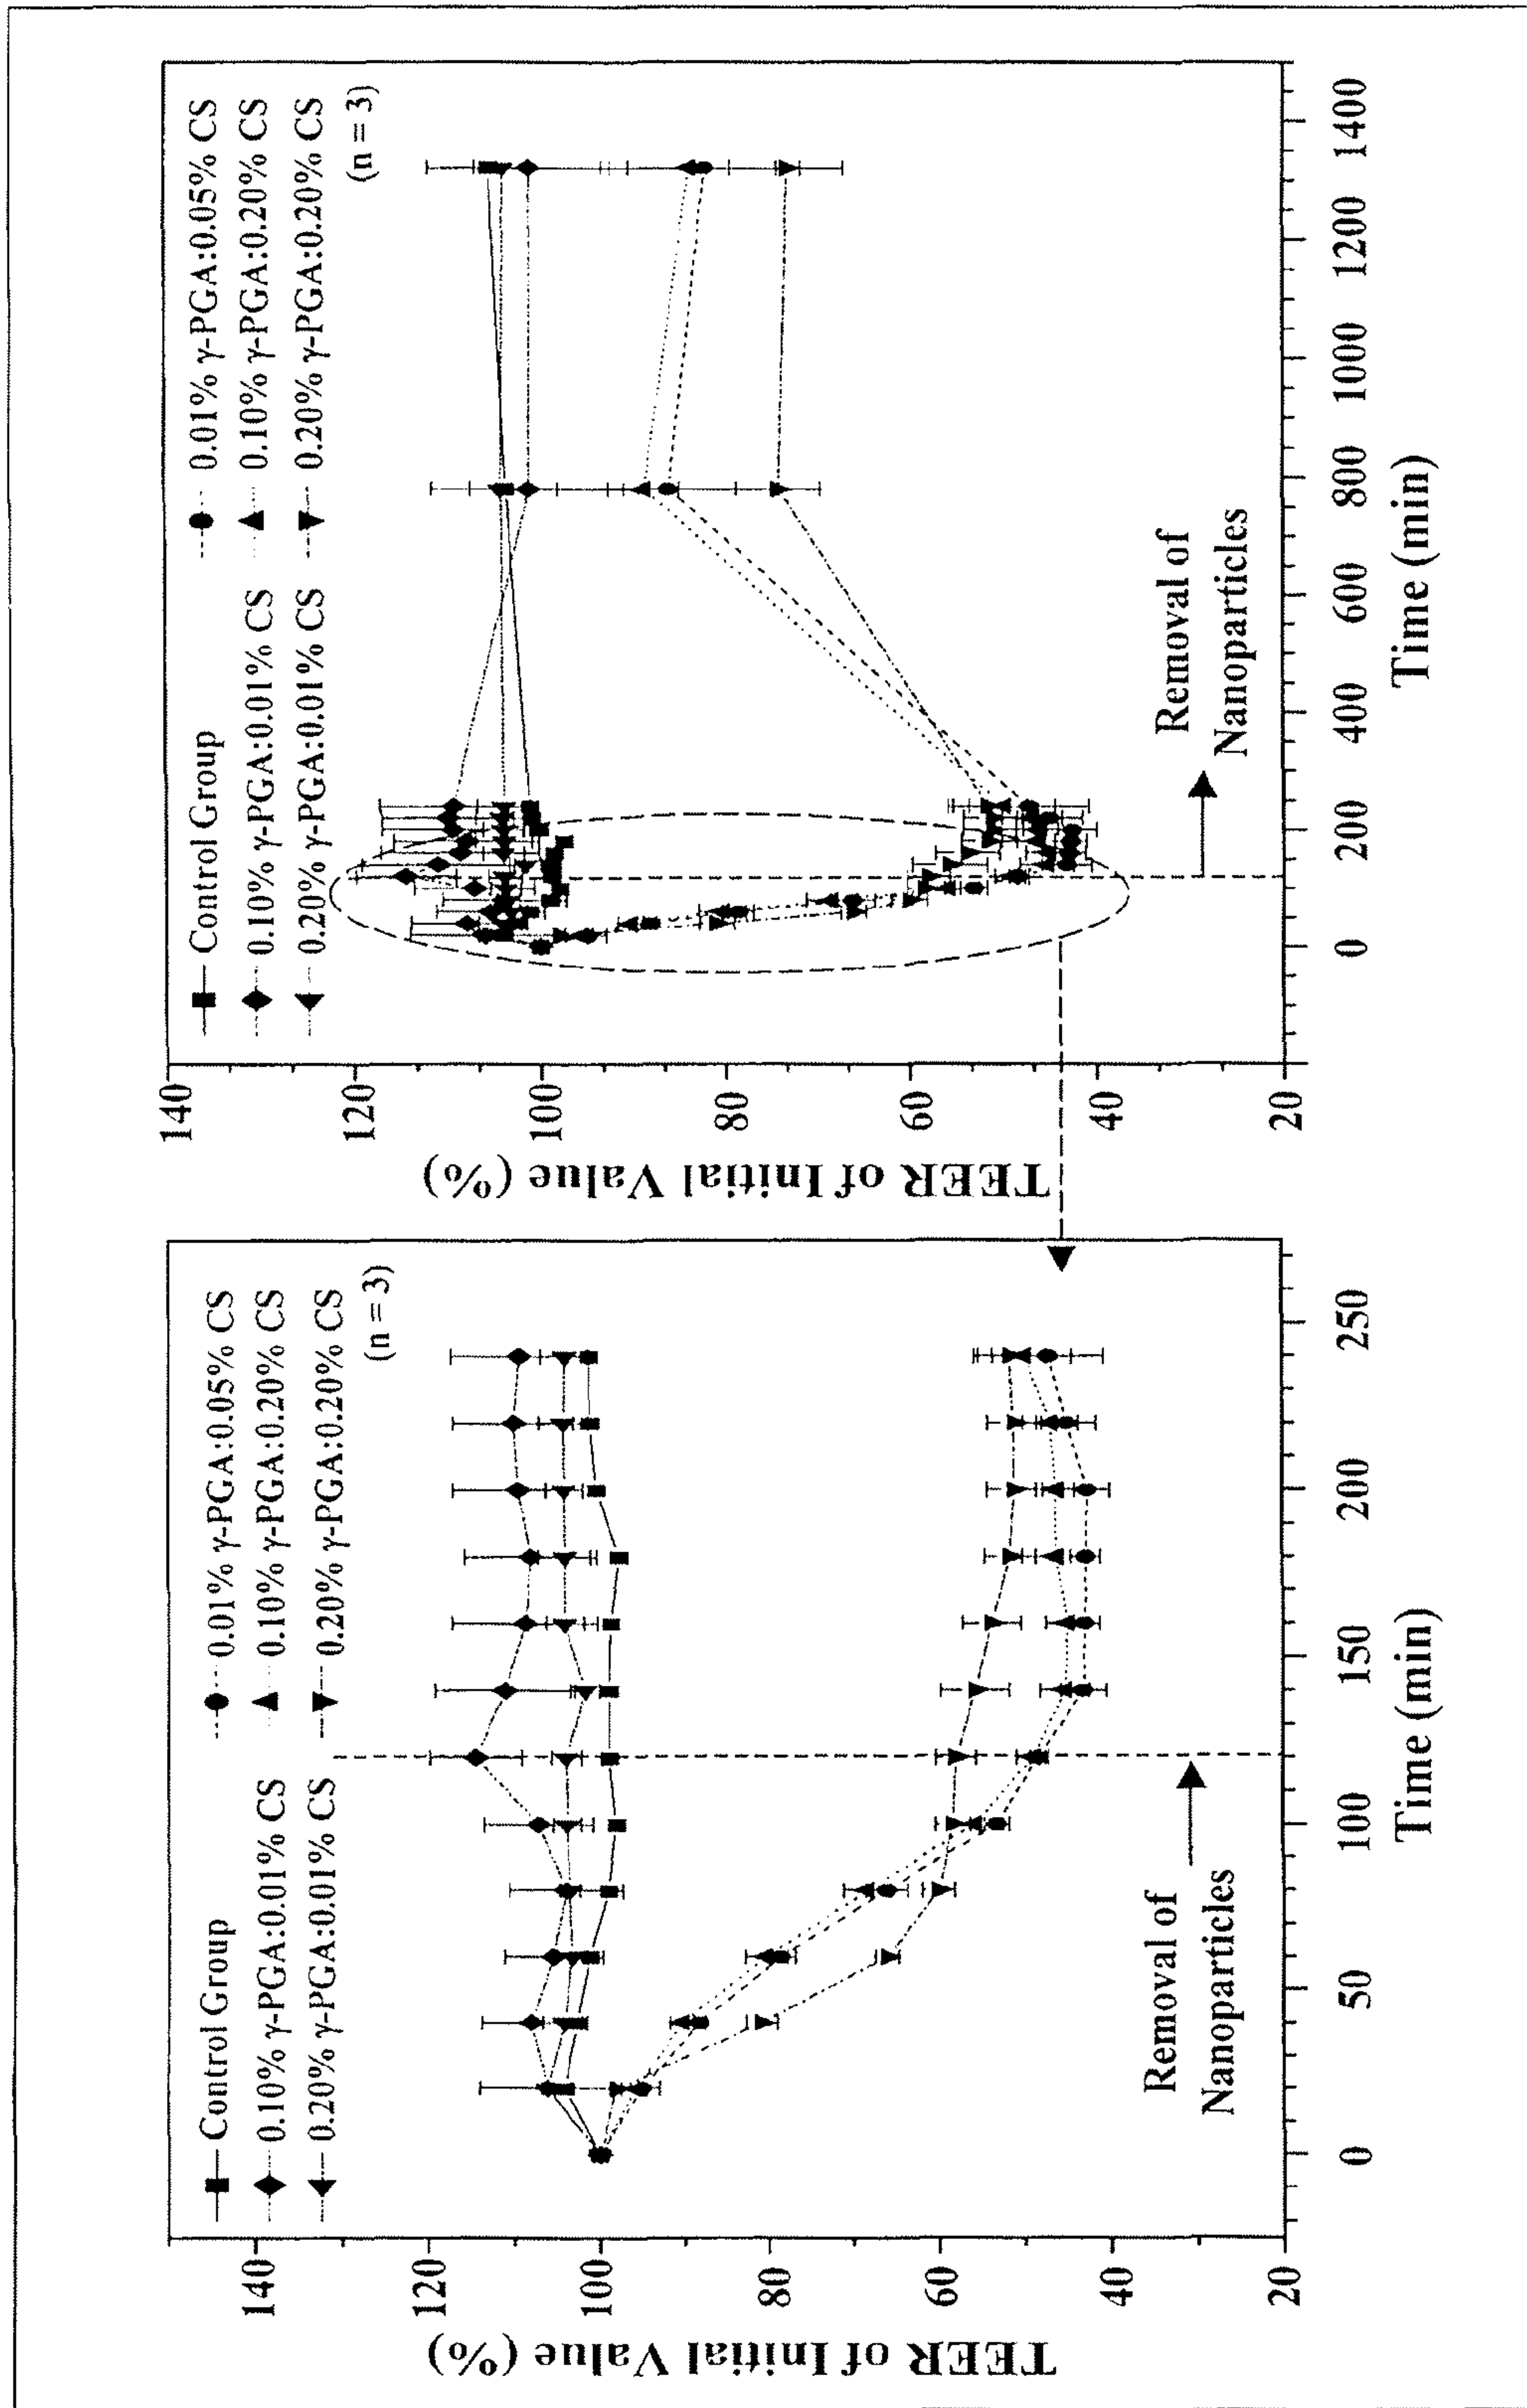 Control Group
0.01% γ-PGA:0.05% CS
0.10% γ-PGA:0.01% CS
0.10% γ-PGA:0.20% CS
0.20% γ-PGA:0.01% CS
0.20% γ-PGA:0.20% CS
(n = 3)
TEER of Initial Value (%)
140
120
100
80
60
40
20
Removal of
Nanoparticles
0
50
100
150
200
250
Time (min)
Control Group
0.01% γ-PGA:0.05% CS
0.10% γ-PGA:0.01% CS
0.10% γ-PGA:0.20% CS
0.20% γ-PGA:0.01% CS
0.20% γ-PGA:0.20% CS
(n = 3)
TEER of Initial Value (%)
140
120
100
80
60
40
20
Removal of
Nanoparticles
0
200
400
600
800
1000
1200
1400
Time (min)